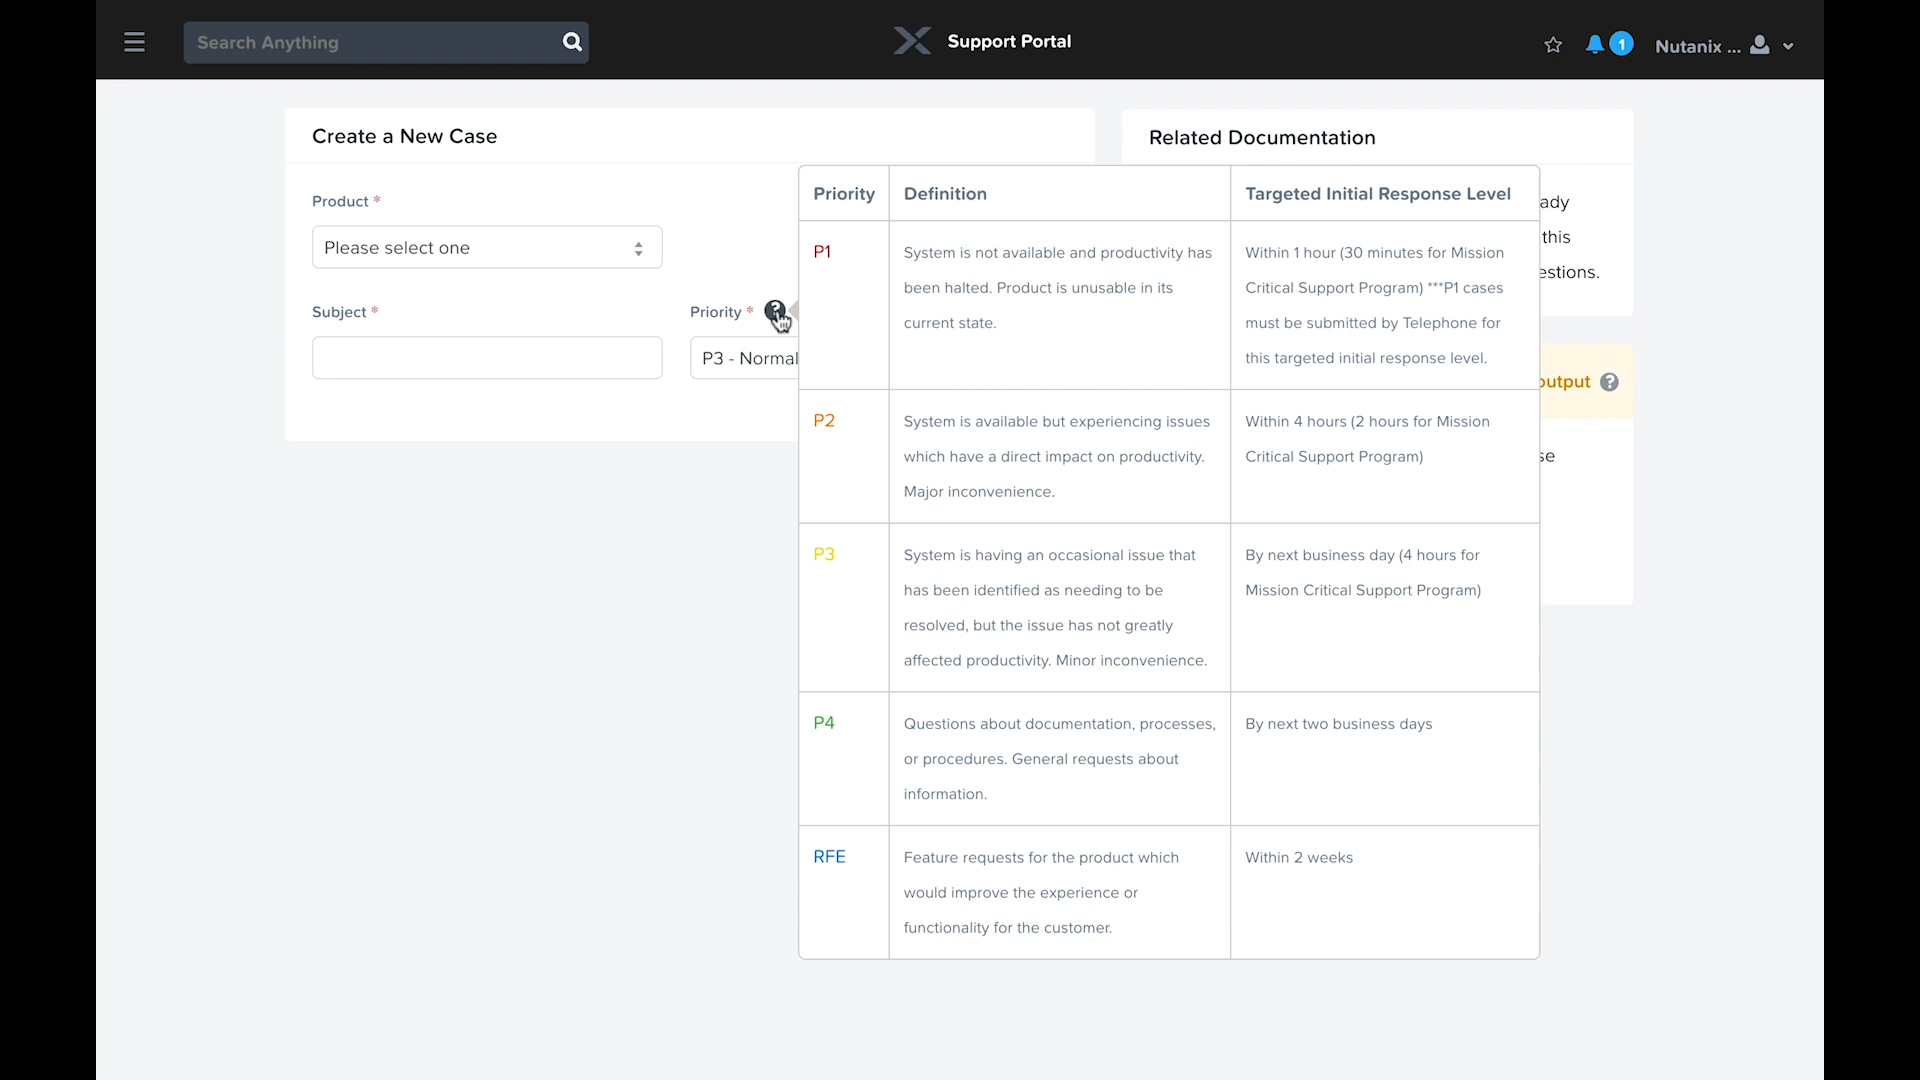 Search Anything
Support Portal
1
Nutanix ...
Create a New Case
Related Documentation
Product *
Please select one
Subject *
Priority *
?
P3 - Normal
ady
this
estions.
output ?
se
Priority
Definition
Targeted Initial Response Level
P1
System is not available and productivity has
been halted. Product is unusable in its
current state.
Within 1 hour (30 minutes for Mission
Critical Support Program) ***P1 cases
must be submitted by Telephone for
this targeted initial response level.
P2
System is available but experiencing issues
which have a direct impact on productivity.
Major inconvenience.
Within 4 hours (2 hours for Mission
Critical Support Program)
P3
System is having an occasional issue that
has been identified as needing to be
resolved, but the issue has not greatly
affected productivity. Minor inconvenience.
By next business day (4 hours for
Mission Critical Support Program)
P4
Questions about documentation, processes,
or procedures. General requests about
information.
By next two business days
RFE
Feature requests for the product which
would improve the experience or
functionality for the customer.
Within 2 weeks